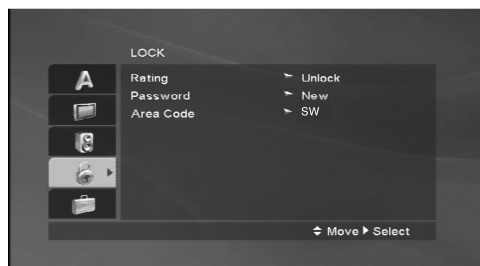 LOCK
A
Rating Unlock
Password New
Area Code SW
Move Select